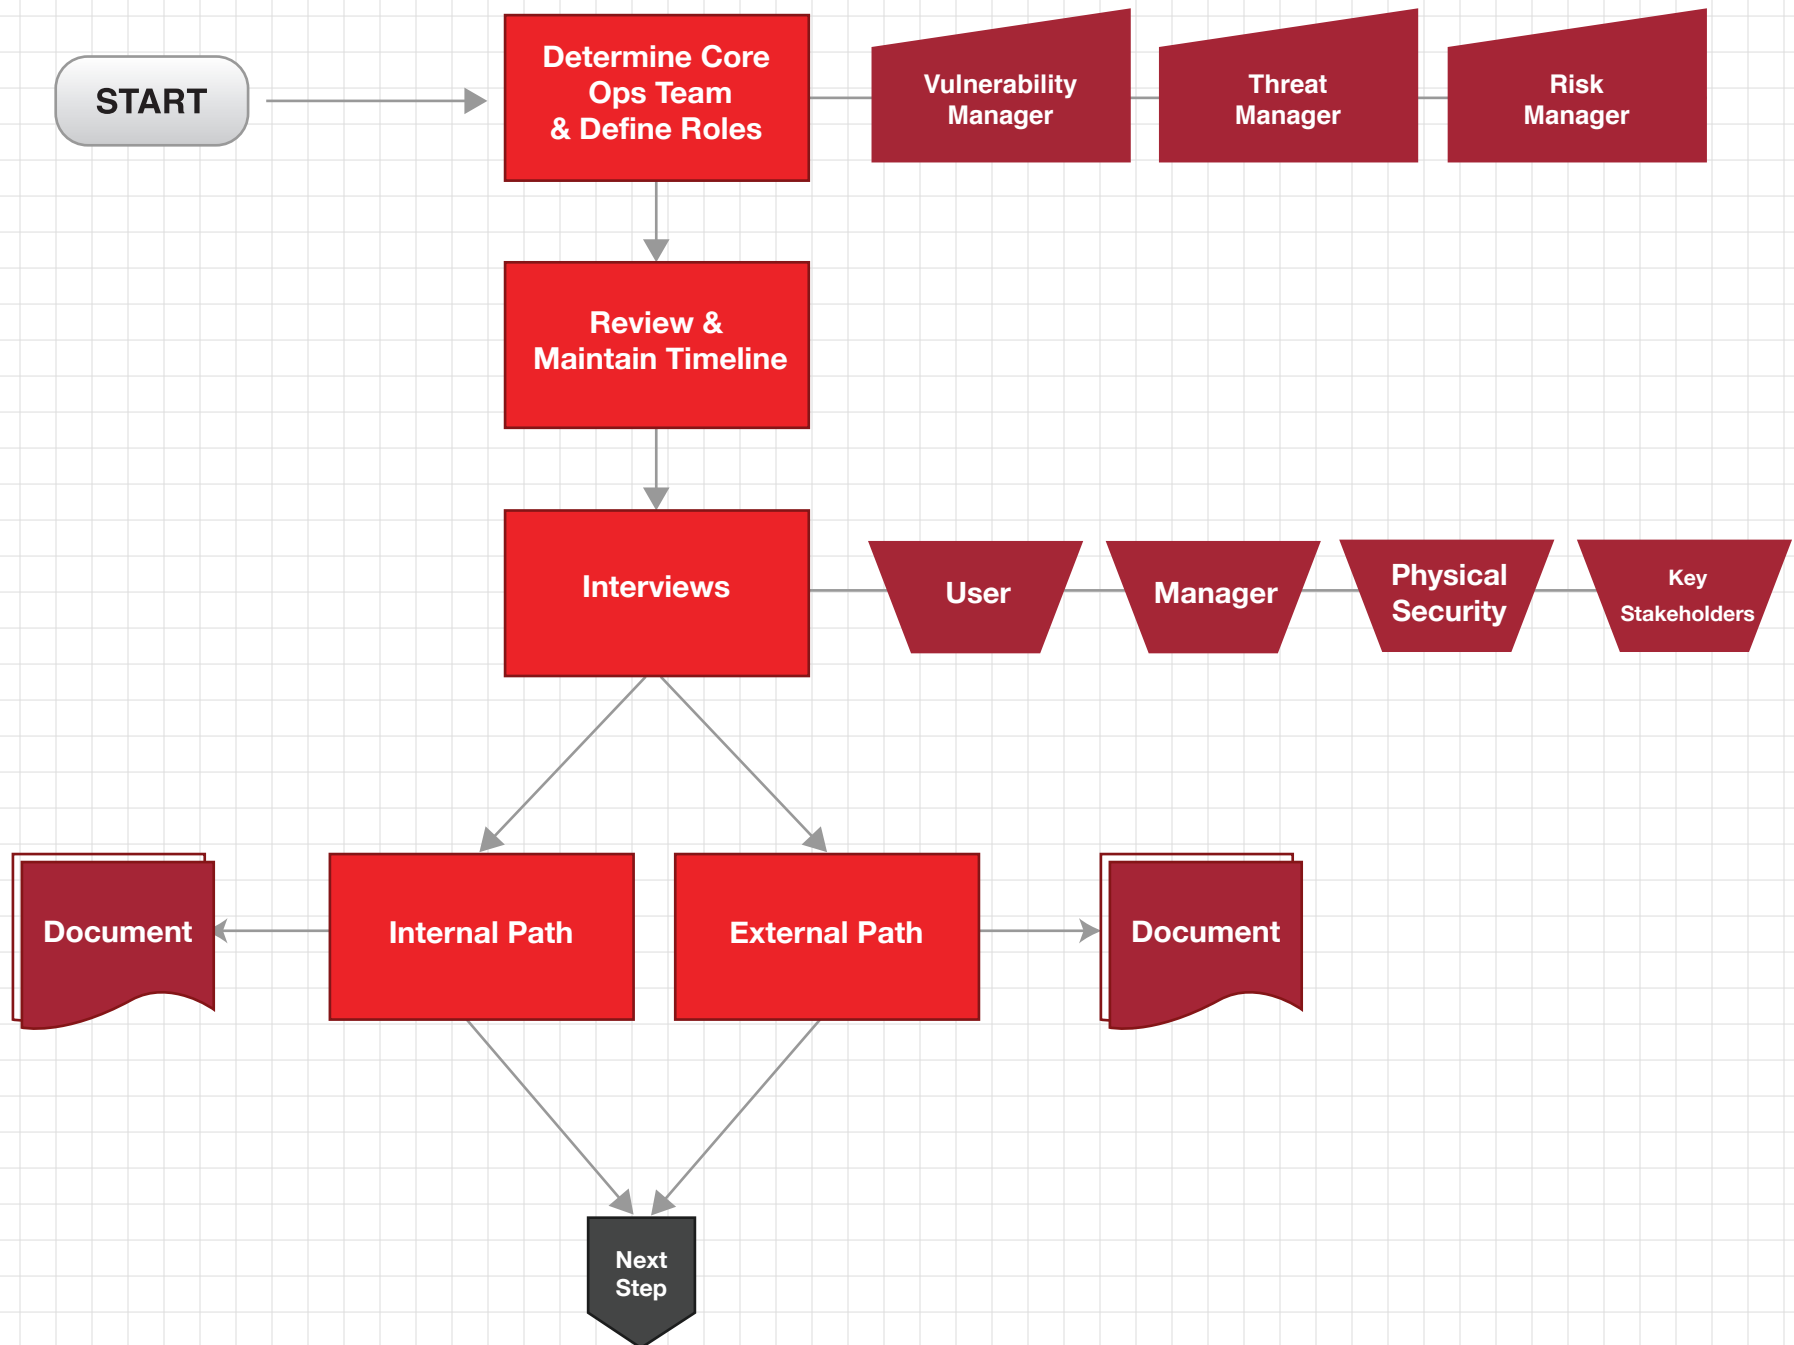 START
Determine Core
Ops Team
& Define Roles
Vulnerability
Manager
Threat
Manager
Risk
Manager
Review &
Maintain Timeline
Interviews
User
Manager
Physical
Security
Key
Stakeholders
Document
Internal Path
External Path
Document
Next
Step